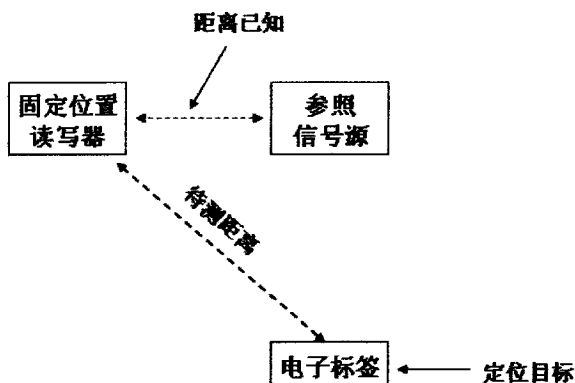 距离已知
固定位置
读写器
参照
信号源
待测距离
电子标签
定位目标